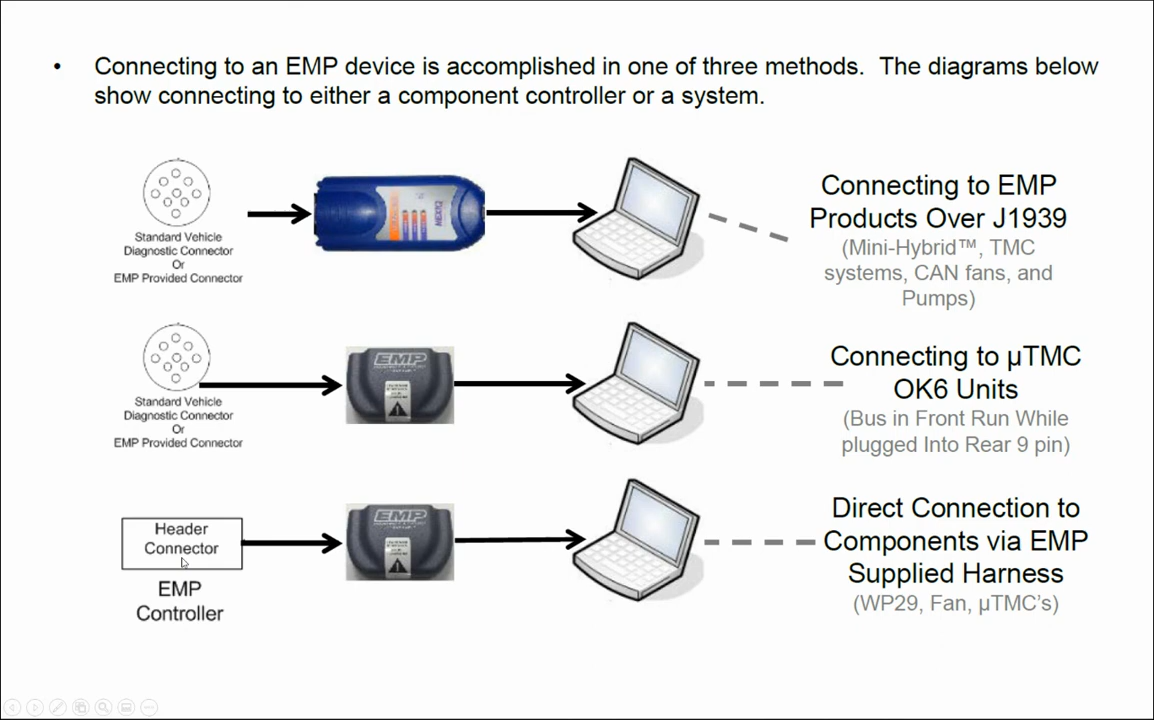 • Connecting to an EMP device is accomplished in one of three methods. The diagrams below
show connecting to either a component controller or a system.
Standard Vehicle
Diagnostic Connector
Or
EMP Provided Connector
Connecting to EMP
Products Over J1939
(Mini-Hybrid™, TMC
systems, CAN fans, and
Pumps)
Standard Vehicle
Diagnostic Connector
Or
EMP Provided Connector
EMP
Connecting to µTMC
OK6 Units
(Bus in Front Run While
plugged Into Rear 9 pin)
Header
Connector
EMP
Controller
EMP
Direct Connection to
Components via EMP
Supplied Harness
(WP29, Fan, µTMC's)